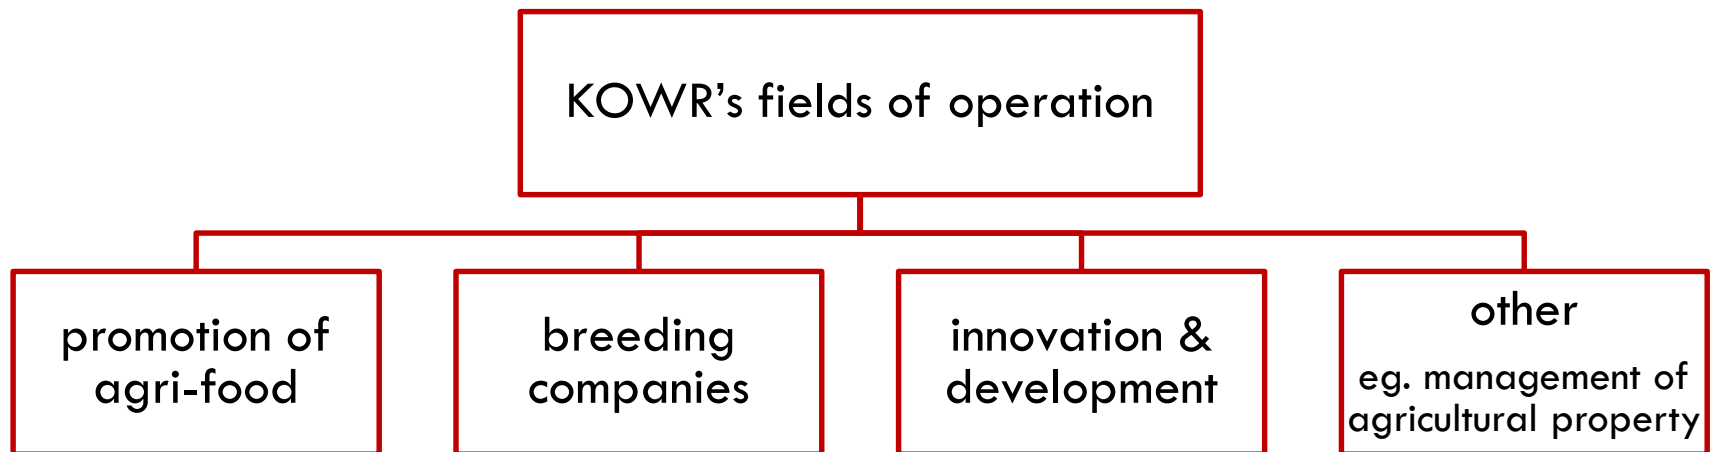 KOWR’s fields of operation
promotion of
agri-food
breeding
companies
innovation &
development
other
eg. management of
agricultural property